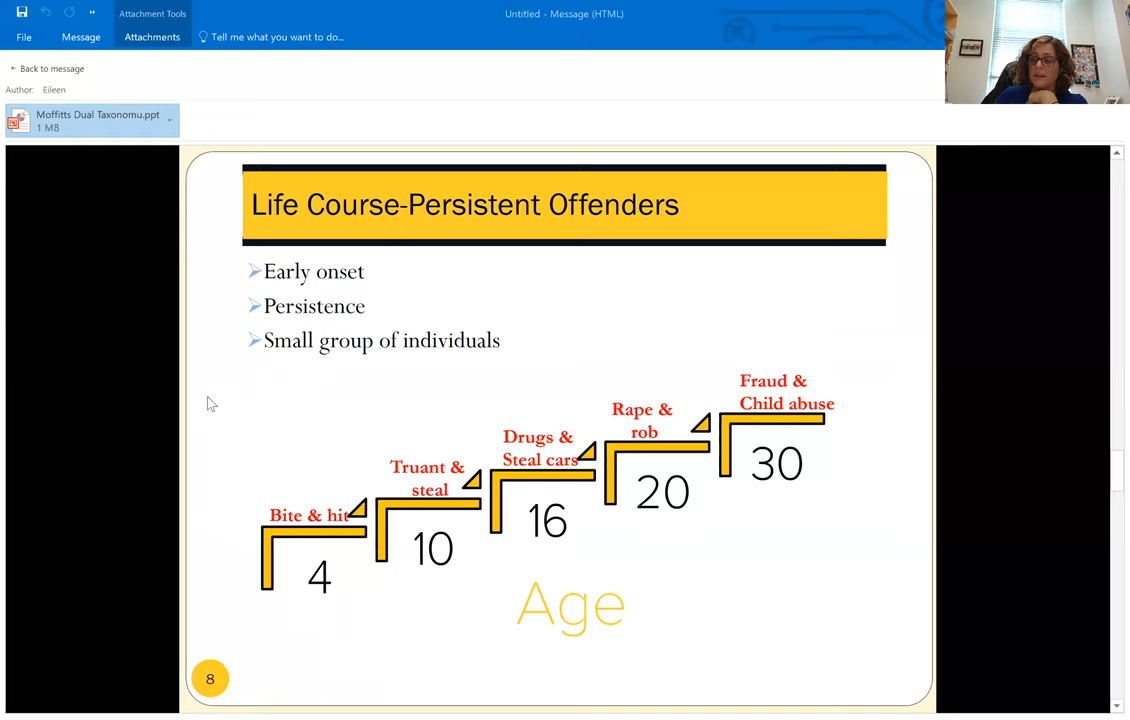 Attachment Tools
Untitled - Message (HTML)
File
Message
Attachments
Tell me what you want to do...
Back to message
Author: Eileen
Moffitts Dual Taxonomu.ppt
1 MB
Life Course-Persistent Offenders
Early onset
Persistence
Small group of individuals
Bite & hit
4
Truant &
steal
10
Drugs &
Steal cars
16
Rape &
rob
20
Fraud &
Child abuse
30
Age
8